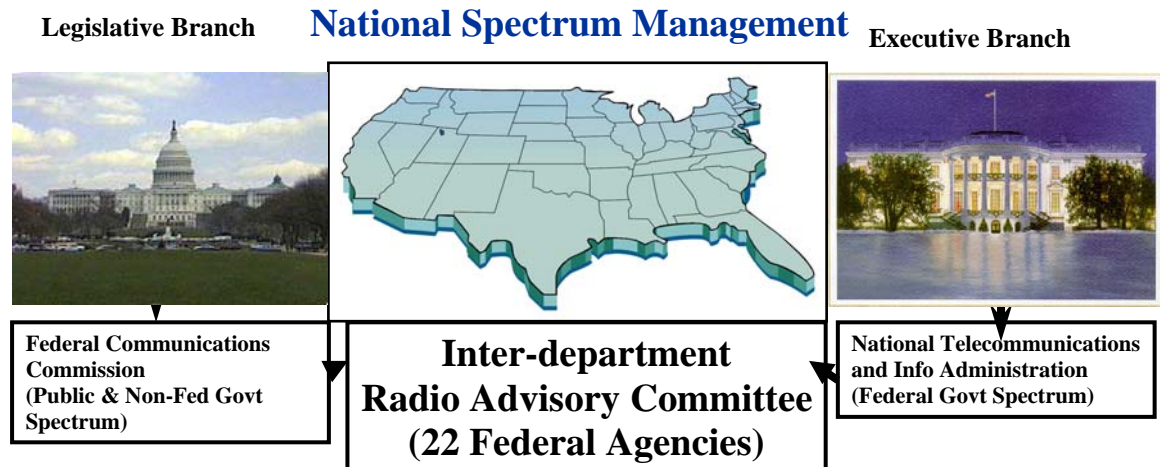 Legislative Branch
National Spectrum Management
Executive Branch
Federal Communications
Commission
(Public & Non-Fed Govt
Spectrum)
Inter-department
Radio Advisory Committee
(22 Federal Agencies)
National Telecommunications
and Info Administration
(Federal Govt Spectrum)